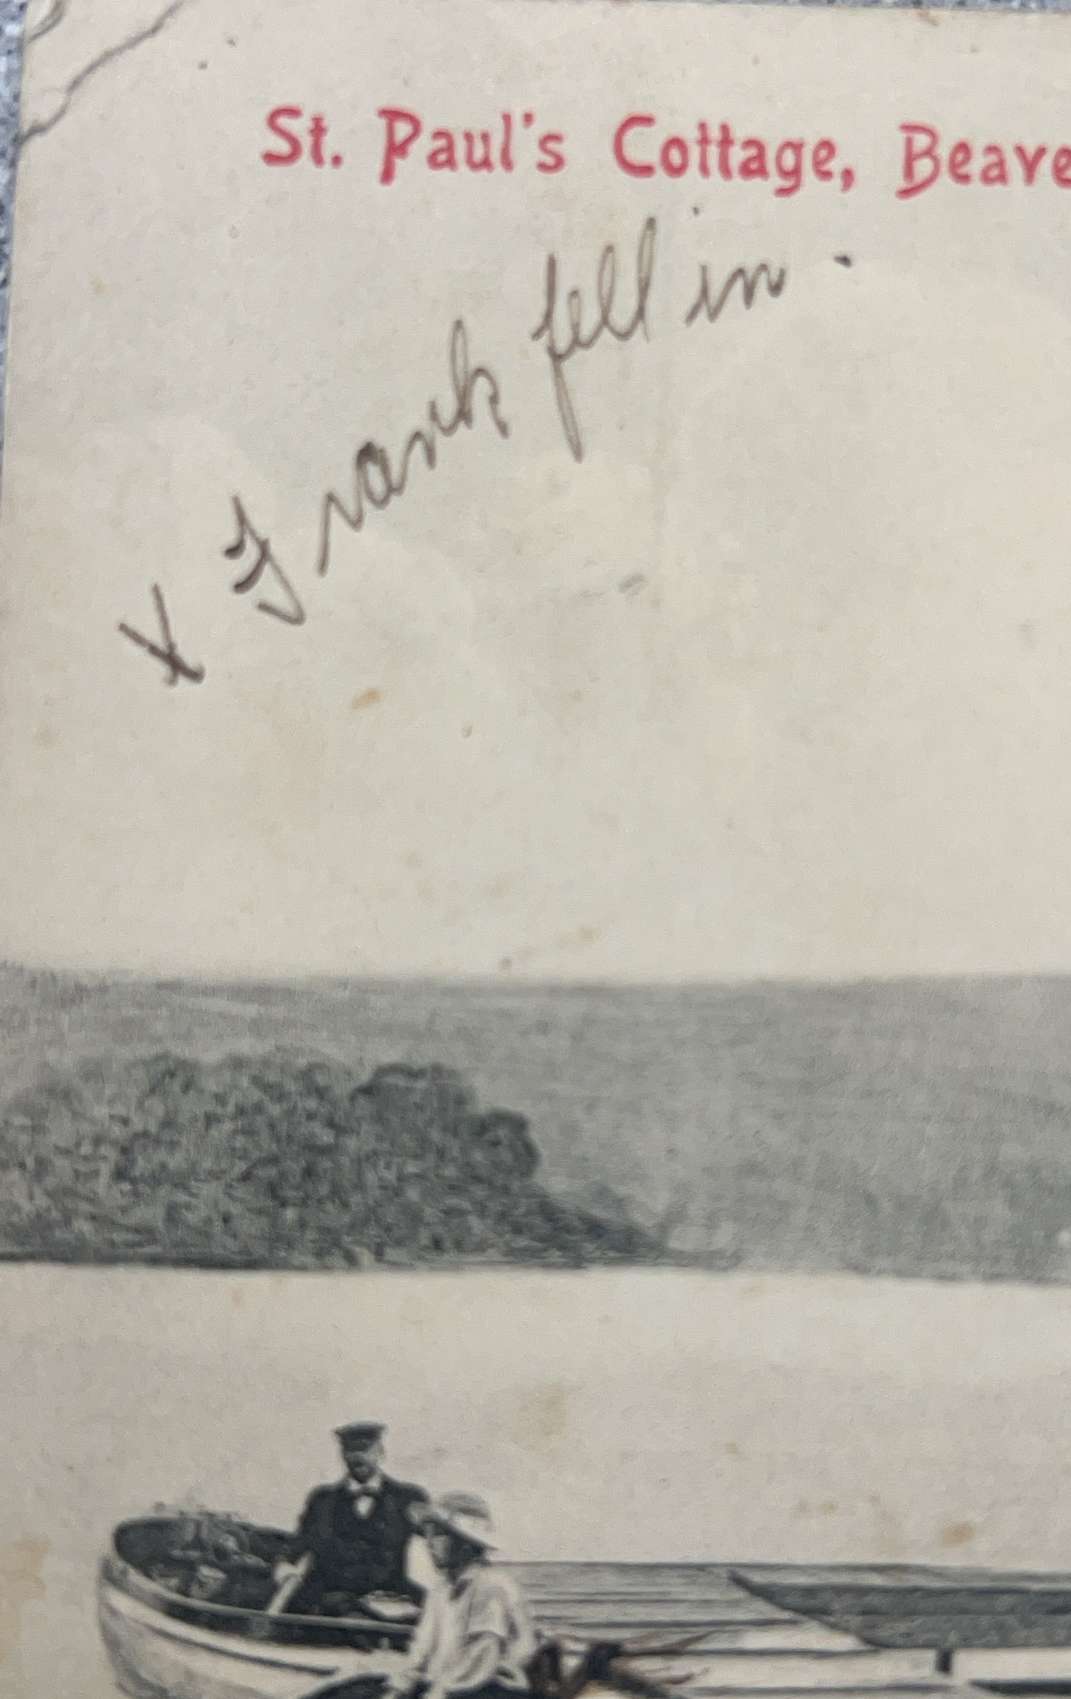 St. Paul's Cottage, Beave
x Frank fell in.